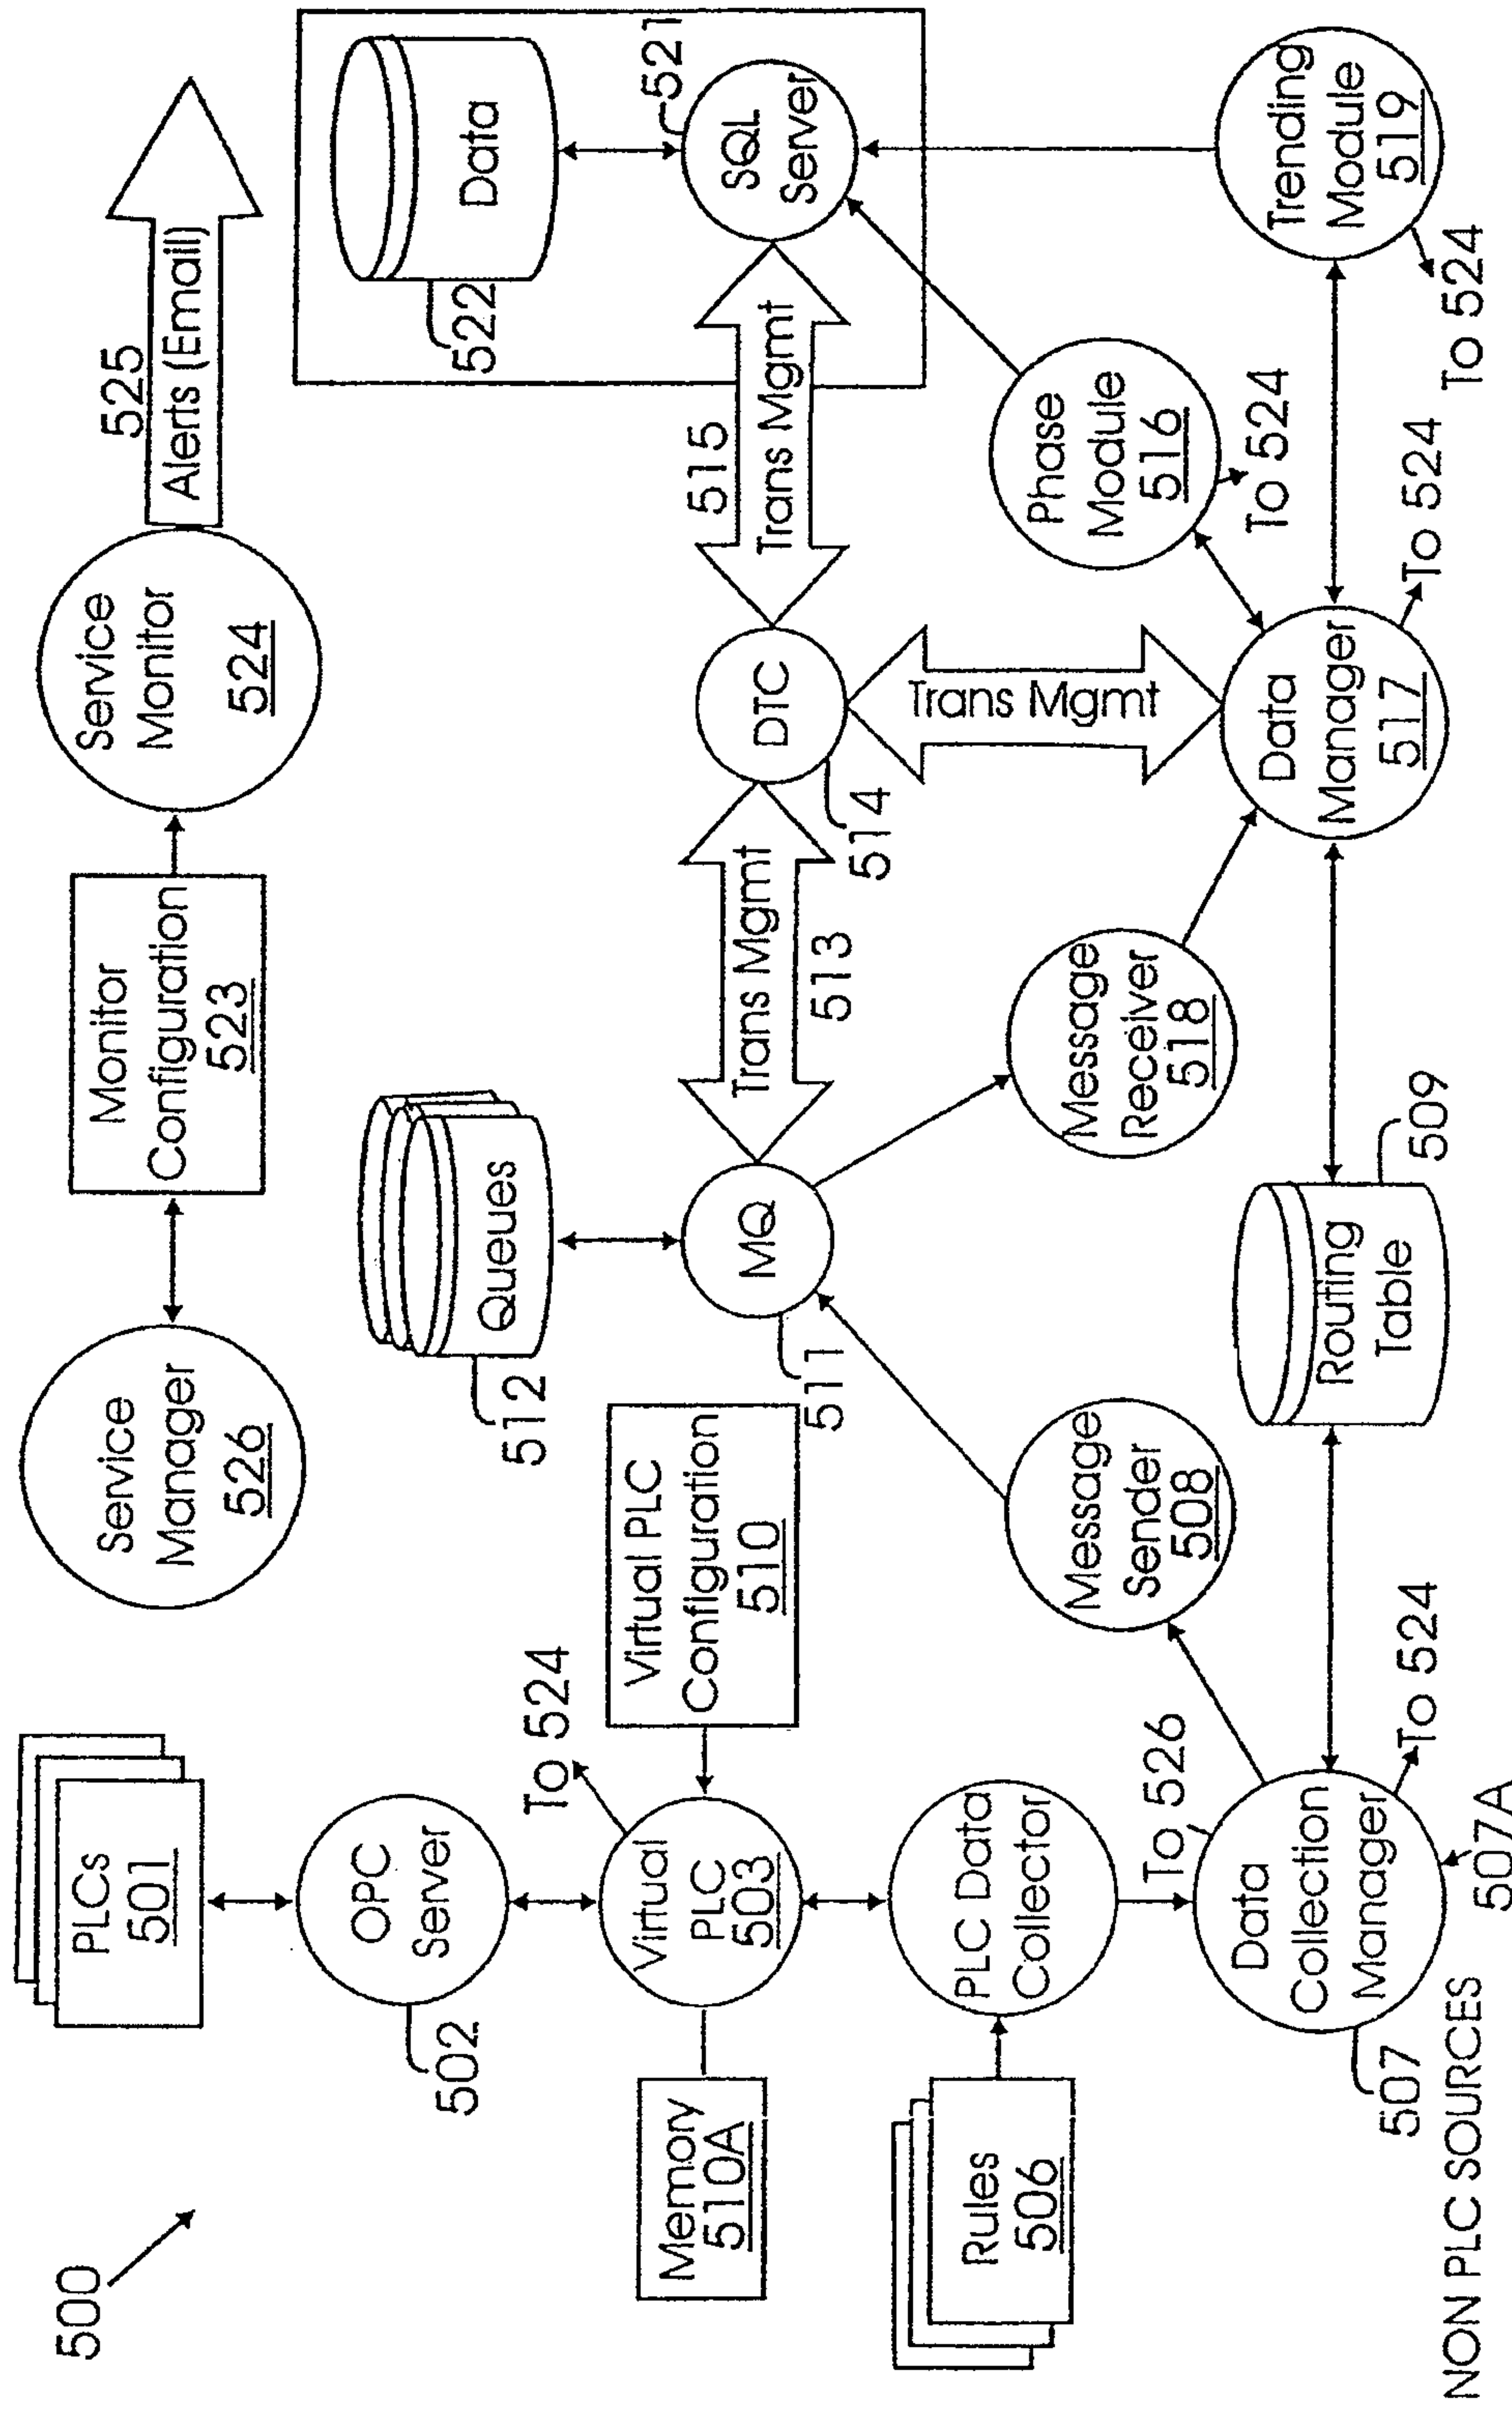 500
PLCs
501
OPC
Server
502
Virtual
PLC
503
To 524
Memory
510A
Virtual PLC
Configuration
510
PLC Data
Collector
Rules
506
To 526
Data
Collection
Manager
507
To 524
507A
NON PLC SOURCES
Service
Manager
526
Monitor
Configuration
523
Service
Monitor
524
525
Alerts (Email)
Queues
512
MQ
511
Trans Mgmt
513
DTC
514
515
Trans Mgmt
Data
522
SQL
Server
521
Message
Sender
508
Message
Receiver
518
Trans Mgmt
Phase
Module
516
To 524
Routing
Table
509
Data
Manager
517
To 524
Trending
Module
519
To 524